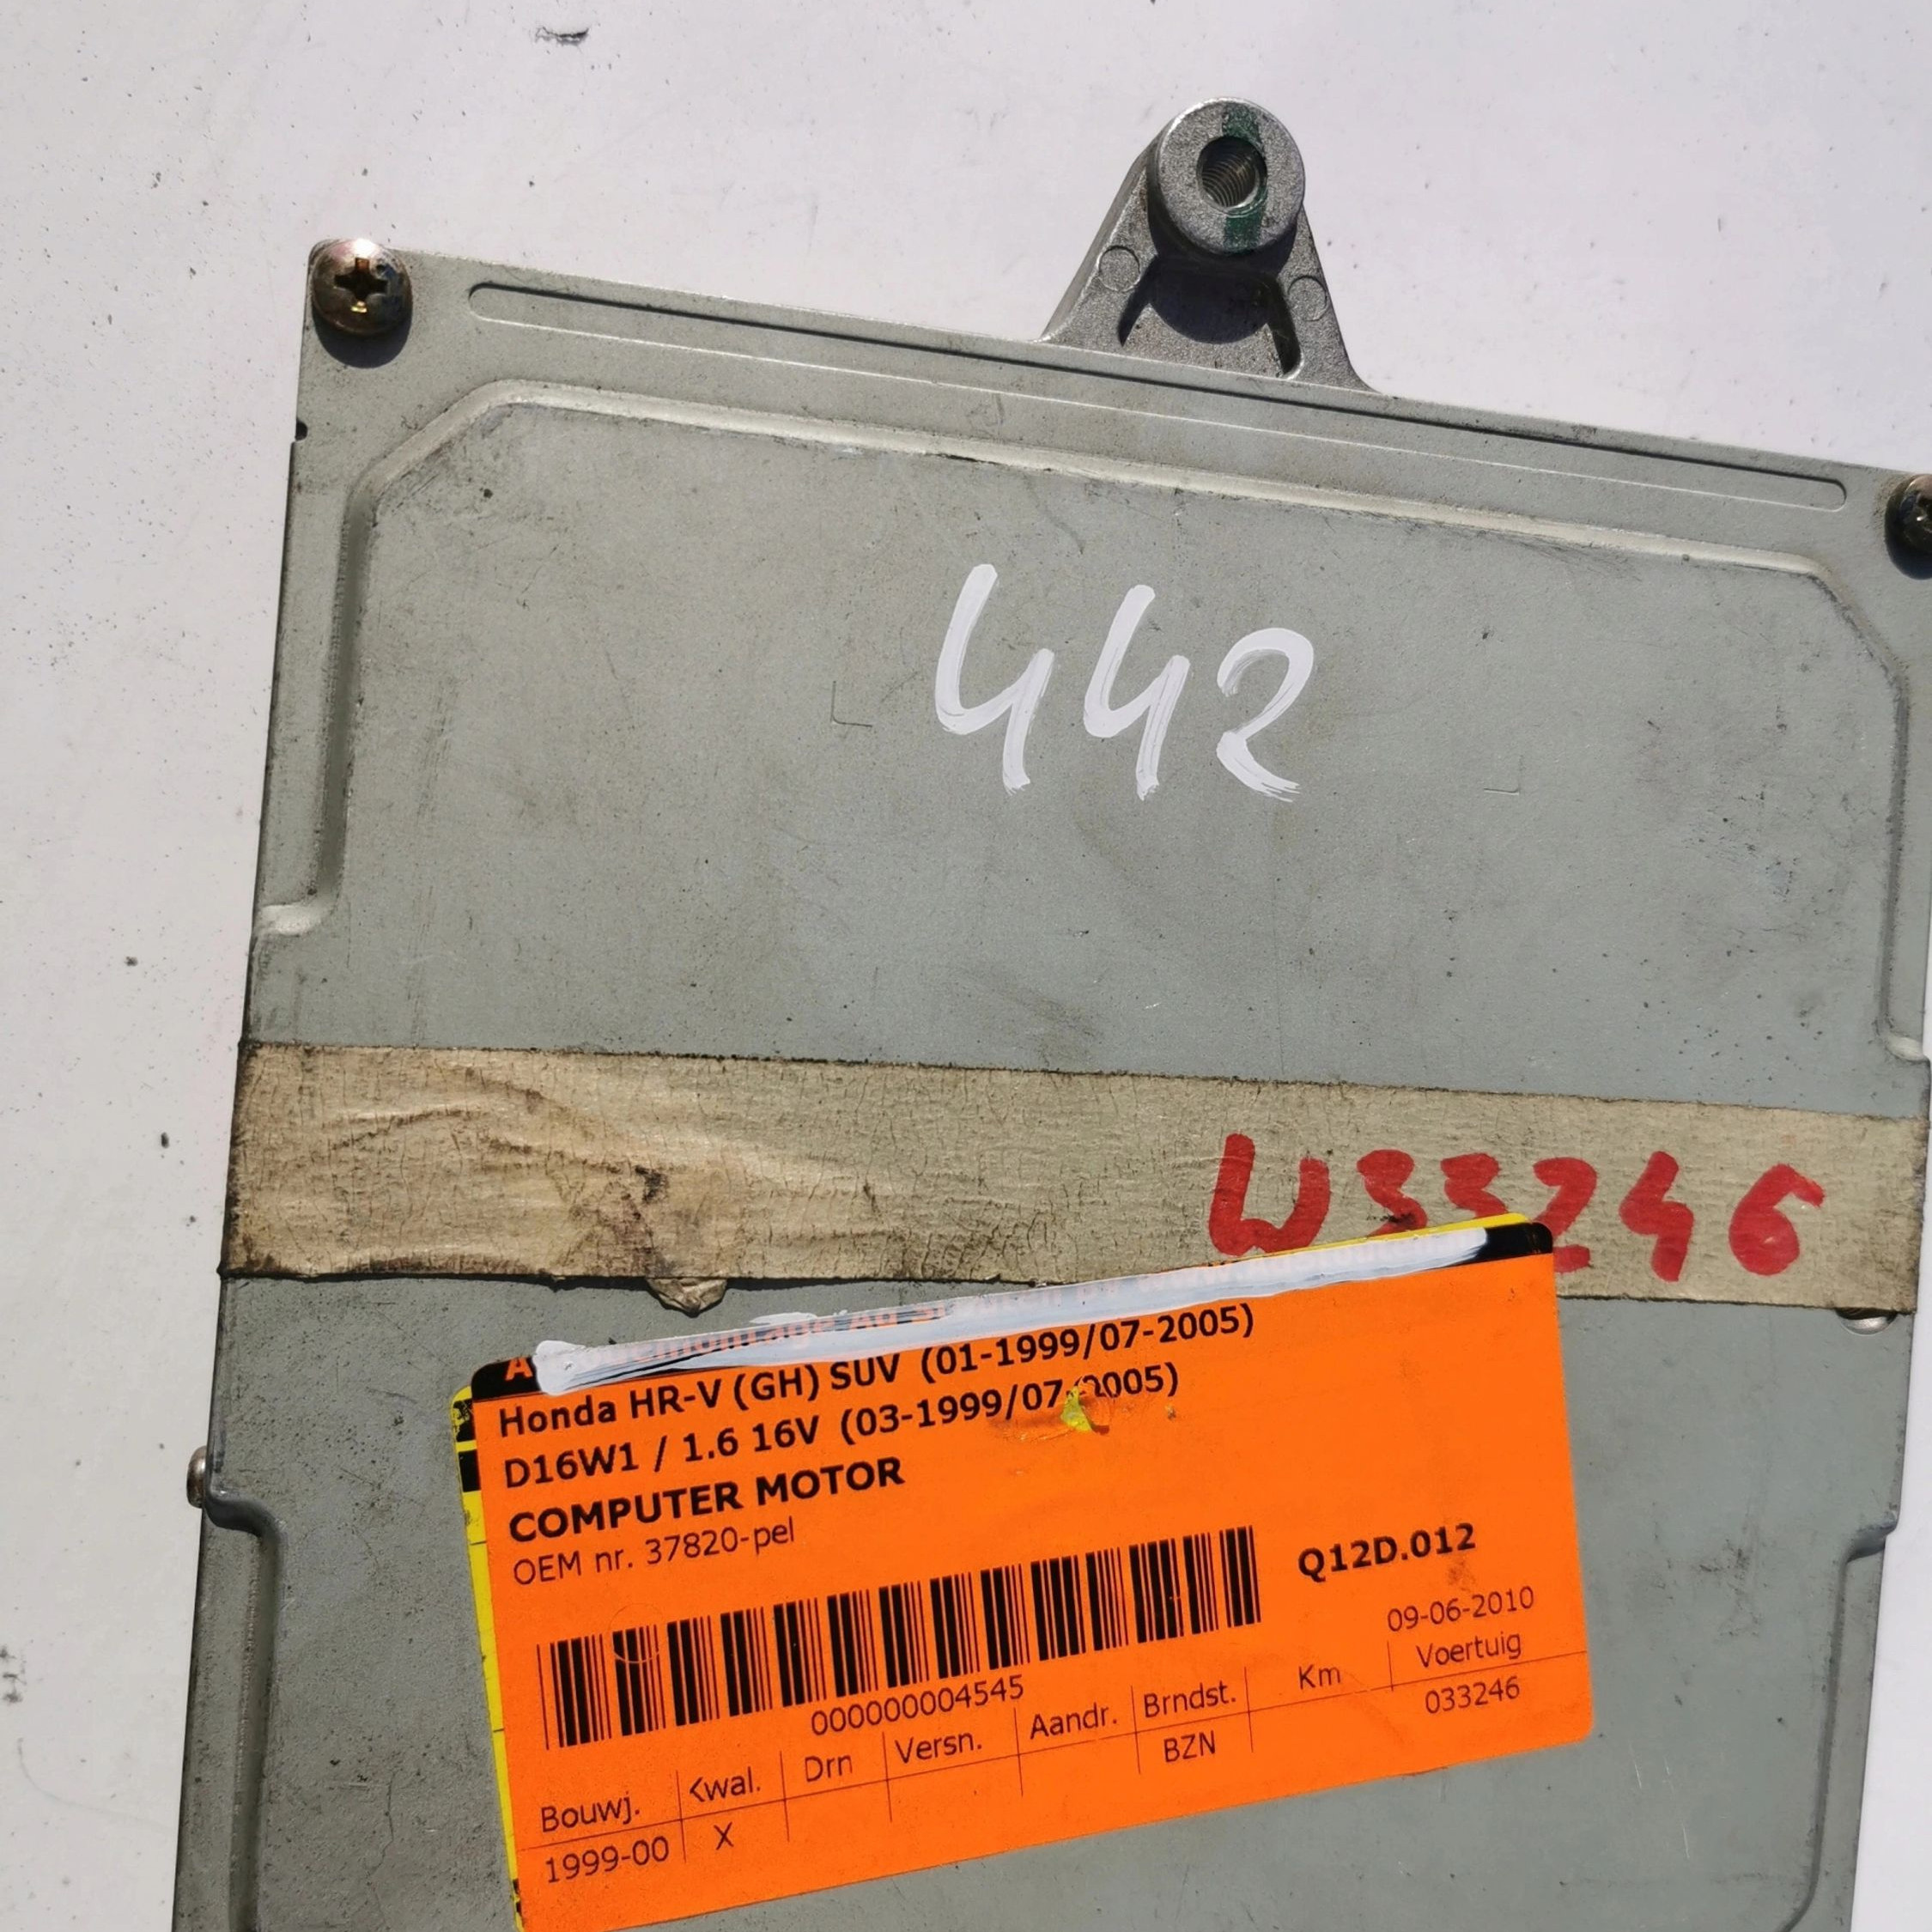 442
W33246
Honda HR-V (GH) SUV (01-1999/07-2005)
D16W1 / 1.6 16V (03-1999/07-2005)
COMPUTER MOTOR
OEM nr. 37820-pel
Q12D.012
09-06-2010
000000004545
Bouwj. Kwal. Drn Versn. Aandr. Brndst. Km Voertuig
1999-00 X BZN 033246